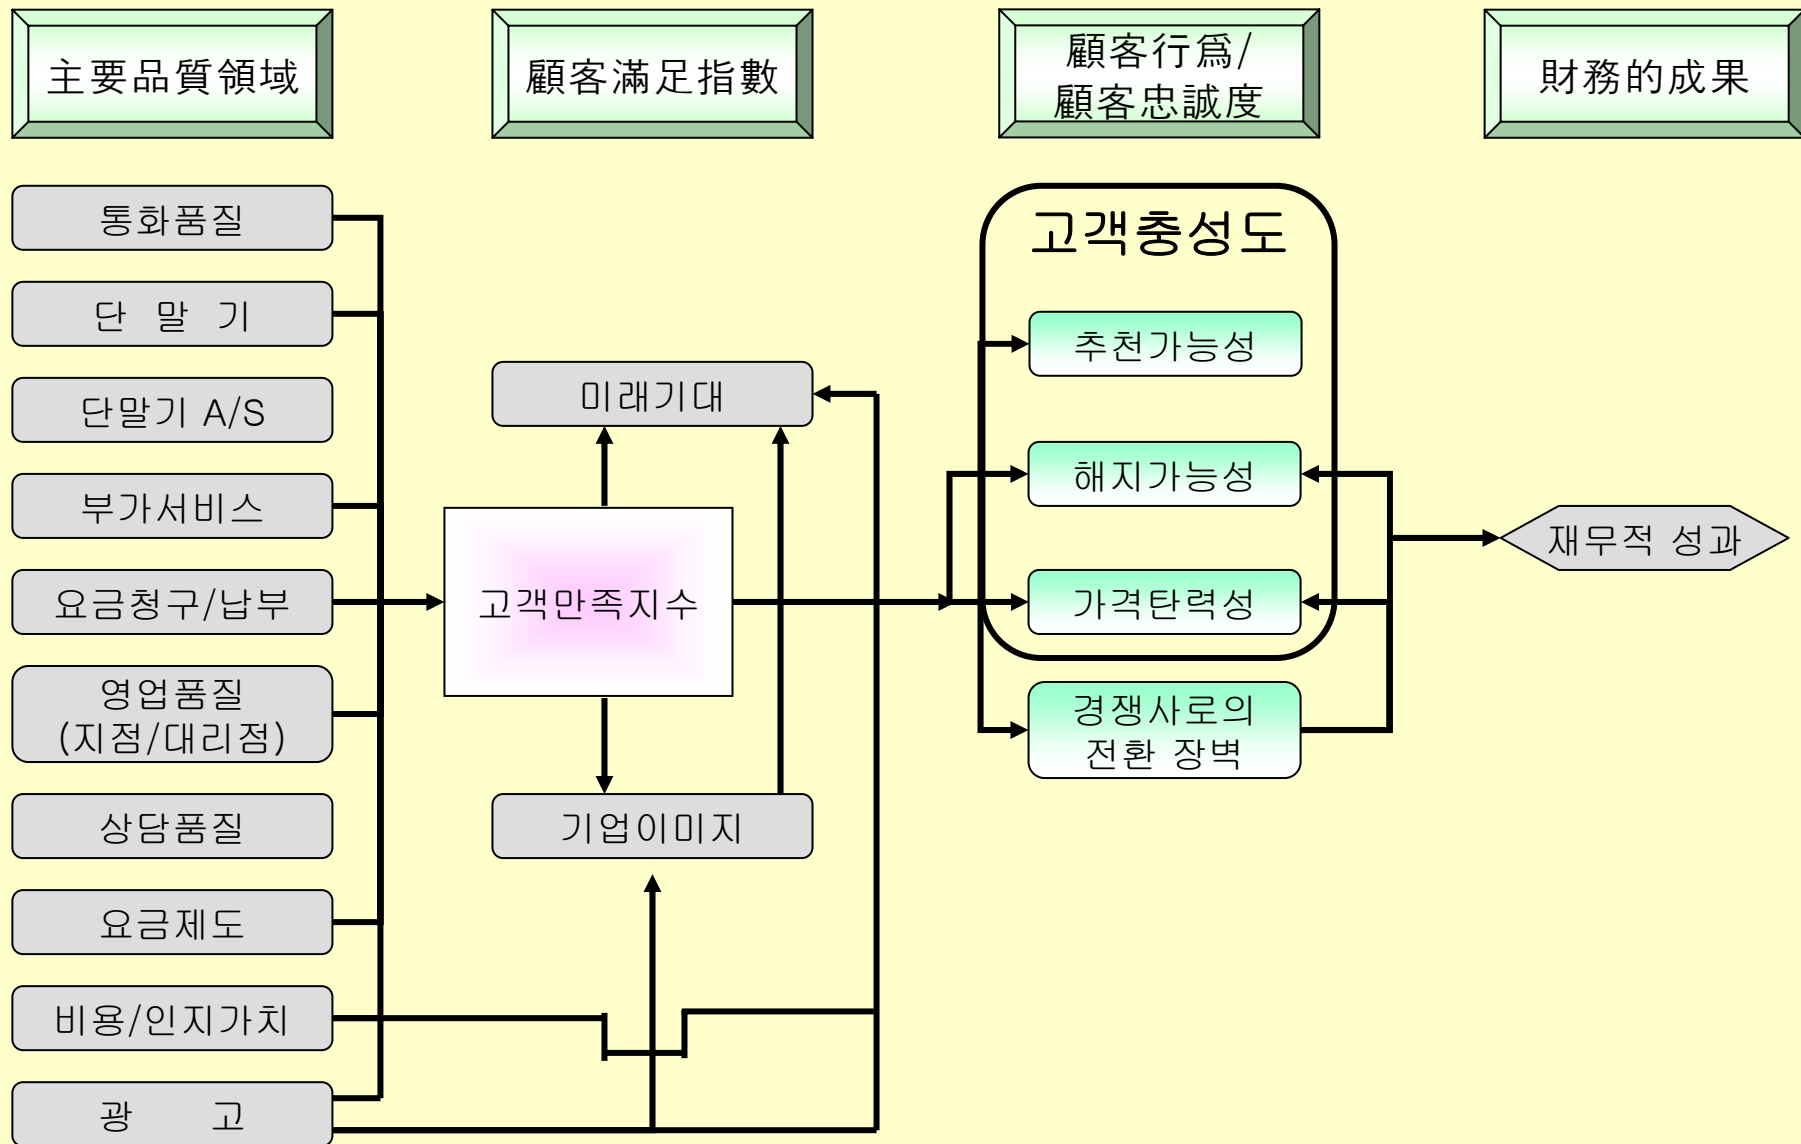 主要品質領域
顧客滿足指數
顧客行爲/
顧客忠誠度
財務的成果
통화품질
단 말 기
단말기 A/S
부가서비스
요금청구/납부
영업품질
(지점/대리점)
상담품질
요금제도
비용/인지가치
광 고
미래기대
고객만족지수
기업이미지
고객충성도
추천가능성
해지가능성
가격탄력성
경쟁사로의
전환 장벽
재무적 성과